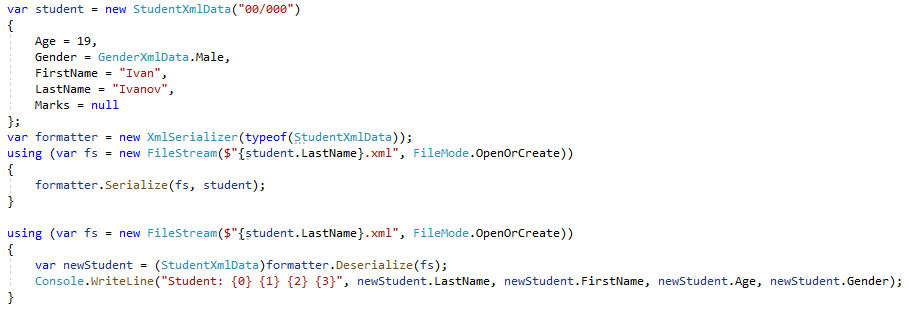 var student = new StudentXmlData("00/000")
{
    Age = 19,
    Gender = GenderXmlData.Male,
    FirstName = "Ivan",
    LastName = "Ivanov",
    Marks = null
};
var formatter = new XmlSerializer(typeof(StudentXmlData));
using (var fs = new FileStream($"{student.LastName}.xml", FileMode.OpenOrCreate))
{
    formatter.Serialize(fs, student);
}

using (var fs = new FileStream($"{student.LastName}.xml", FileMode.OpenOrCreate))
{
    var newStudent = (StudentXmlData)formatter.Deserialize(fs);
    Console.WriteLine("Student: {0} {1} {2} {3}", newStudent.LastName, newStudent.FirstName, newStudent.Age, newStudent.Gender);
}